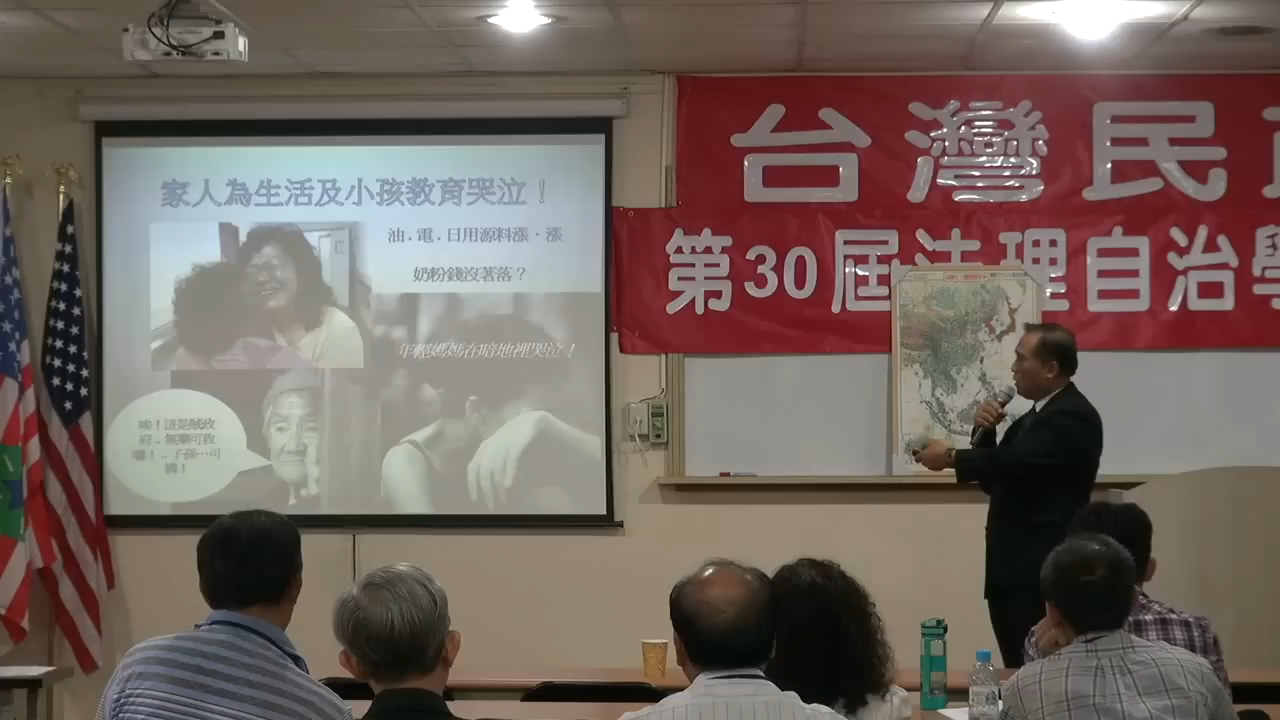 家人為生活及小孩教育哭泣！
油.電.日用源料漲、漲
奶粉錢沒著落？
年輕媽媽在暗地裡哭泣！
唉！這是賊政
府..無藥可救
囉！..子孫…可
憐！
台灣民
第30屆法理自治學